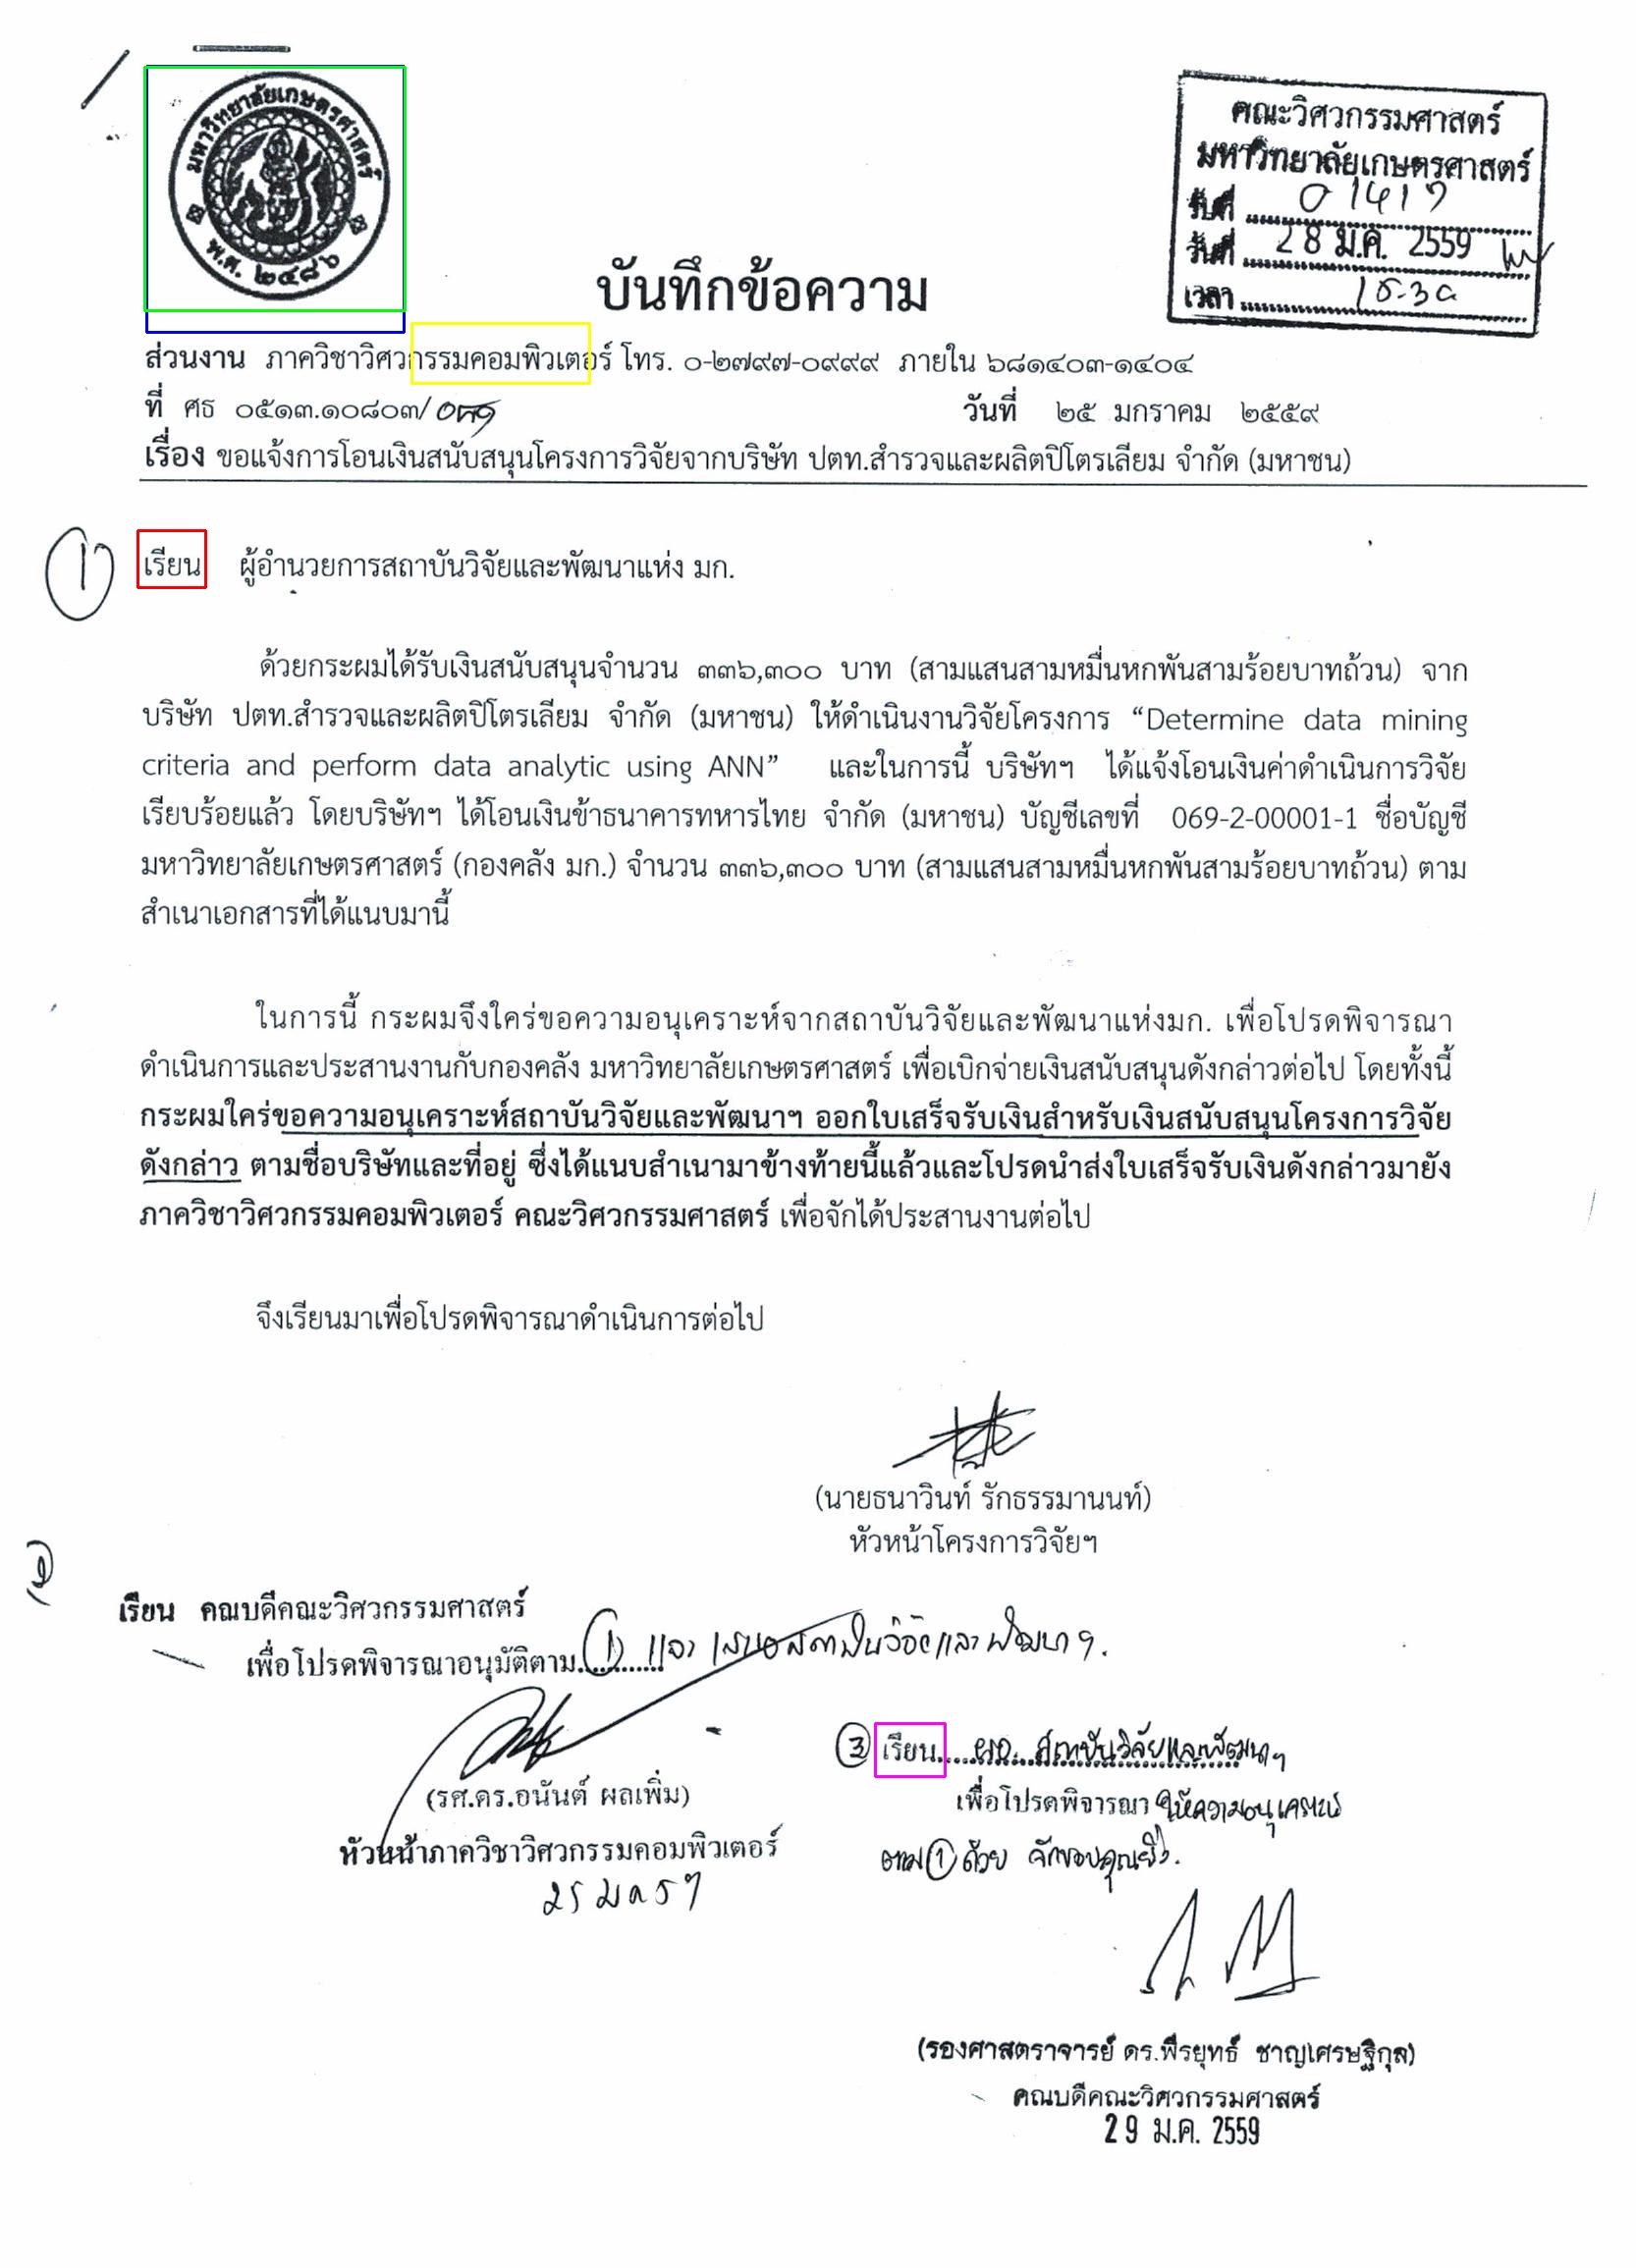 มหาวิทยาลัยเกษตรศาสตร์
พ.ศ. ๒๔๘๖
คณะวิศวกรรมศาสตร์
มหาวิทยาลัยเกษตรศาสตร์
รับที่ 01417
วันที่ 28 ม.ค. 2559
เวลา
บันทึกข้อความ
ส่วนงาน ภาควิชาวิศวกรรมคอมพิวเตอร์ โทร. ๐-๒๗๙๗-๐๙๙๙ ภายใน ๖๘๑๔๐๓-๑๔๐๔
ที่ ศธ ๐๕๑๓.๑๐๘๐๓/ วันที่ ๒๕ มกราคม ๒๕๕๙
เรื่อง ขอแจ้งการโอนเงินสนับสนุนโครงการวิจัยจากบริษัท ปตท.สำรวจและผลิตปิโตรเลียม จำกัด (มหาชน)
เรียน ผู้อำนวยการสถาบันวิจัยและพัฒนาแห่ง มก.
ด้วยกระผมได้รับเงินสนับสนุนจำนวน ๓๓๖,๓๐๐ บาท (สามแสนสามหมื่นหกพันสามร้อยบาทถ้วน) จาก
บริษัท ปตท.สำรวจและผลิตปิโตรเลียม จำกัด (มหาชน) ให้ดำเนินงานวิจัยโครงการ “Determine data mining
criteria and perform data analytic using ANN” และในการนี้ บริษัทฯ ได้แจ้งโอนเงินค่าดำเนินการวิจัย
เรียบร้อยแล้ว โดยบริษัทฯ ได้โอนเงินข้าธนาคารทหารไทย จำกัด (มหาชน) บัญชีเลขที่ 069-2-00001-1 ชื่อบัญชี
มหาวิทยาลัยเกษตรศาสตร์ (กองคลัง มก.) จำนวน ๓๓๖,๓๐๐ บาท (สามแสนสามหมื่นหกพันสามร้อยบาทถ้วน) ตาม
สำเนาเอกสารที่ได้แนบมานี้
ในการนี้ กระผมจึงใคร่ขอความอนุเคราะห์จากสถาบันวิจัยและพัฒนาแห่งมก. เพื่อโปรดพิจารณา
ดำเนินการและประสานงานกับกองคลัง มหาวิทยาลัยเกษตรศาสตร์ เพื่อเบิกจ่ายเงินสนับสนุนดังกล่าวต่อไป โดยทั้งนี้
กระผมใคร่ขอความอนุเคราะห์สถาบันวิจัยและพัฒนาฯ ออกใบเสร็จรับเงินสำหรับเงินสนับสนุนโครงการวิจัย
ดังกล่าว ตามชื่อบริษัทและที่อยู่ ซึ่งได้แนบสำเนามาข้างท้ายนี้แล้วและโปรดนำส่งใบเสร็จรับเงินดังกล่าวมายัง
ภาควิชาวิศวกรรมคอมพิวเตอร์ คณะวิศวกรรมศาสตร์ เพื่อจักได้ประสานงานต่อไป
จึงเรียนมาเพื่อโปรดพิจารณาดำเนินการต่อไป
(นายธนาวินท์ รักธรรมานนท์)
หัวหน้าโครงการวิจัยฯ
เรียน คณบดีคณะวิศวกรรมศาสตร์
เพื่อโปรดพิจารณาอนุมัติตาม (1) และ เสนอสถาบันวิจัยและพัฒนาฯ.
(รศ.ดร.อนันต์ ผลเพิ่ม)
หัวหน้าภาควิชาวิศวกรรมคอมพิวเตอร์
25 มค 59
3 เรียน ผอ. สถาบันวิจัยและพัฒนาฯ
เพื่อโปรดพิจารณา ให้ความอนุเคราะห์
ตาม 1 ด้วย จักขอบคุณยิ่ง.
(รองศาสตราจารย์ ดร.พีรยุทธ์ ชาญเศรษฐิกุล)
คณบดีคณะวิศวกรรมศาสตร์
29 ม.ค. 2559